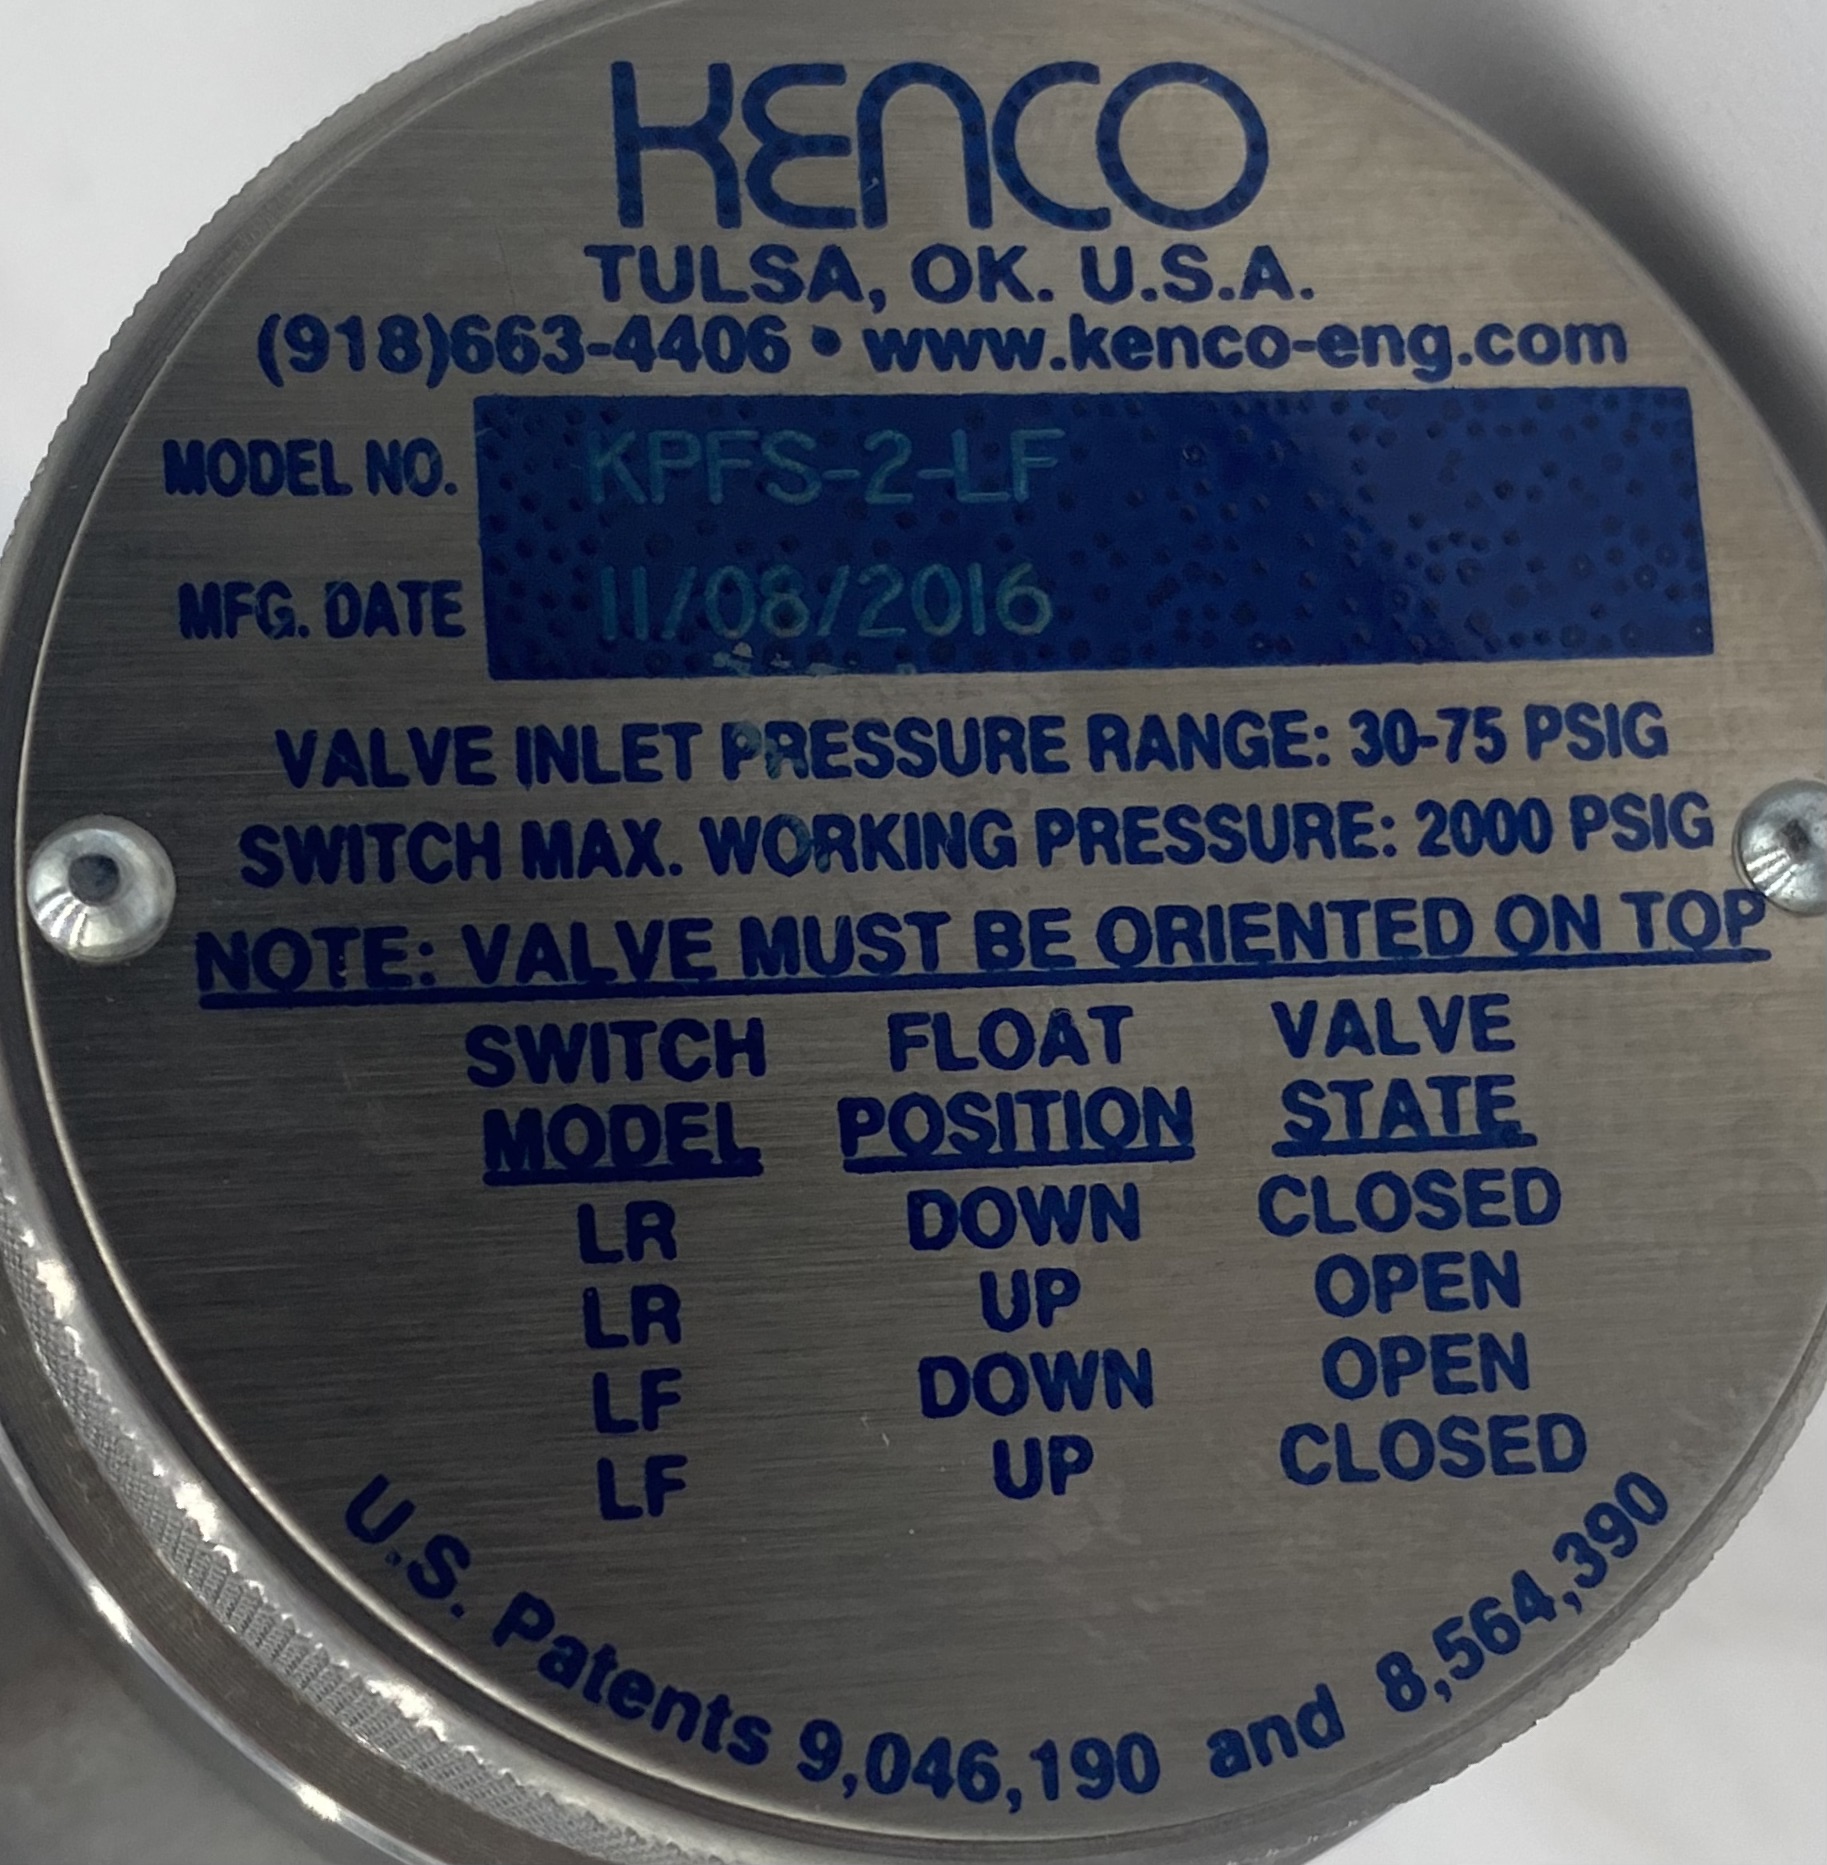 KENCO
TULSA, OK. U.S.A.
(918)663-4406 • www.kenco-eng.com
MODEL NO. KPFS-2-LF
MFG. DATE 11/08/2016
VALVE INLET PRESSURE RANGE: 30-75 PSIG
SWITCH MAX. WORKING PRESSURE: 2000 PSIG
NOTE: VALVE MUST BE ORIENTED ON TOP
SWITCH FLOAT VALVE
MODEL POSITION STATE
LR DOWN CLOSED
LR UP OPEN
LF DOWN OPEN
LF UP CLOSED
U.S. Patents 9,046,190 and 8,564,390